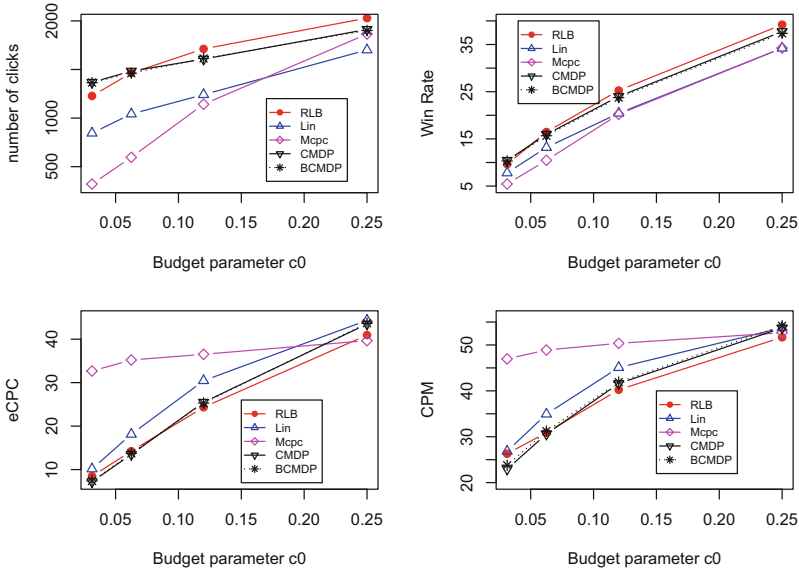 number of clicks
2000
1000
500
RLB
Lin
Mcpc
CMDP
BCMDP
0.05 0.10 0.15 0.20 0.25
Budget parameter c0
Win Rate
35
25
15
5
RLB
Lin
Mcpc
CMDP
BCMDP
0.05 0.10 0.15 0.20 0.25
Budget parameter c0
eCPC
40
30
20
10
RLB
Lin
Mcpc
CMDP
BCMDP
0.05 0.10 0.15 0.20 0.25
Budget parameter c0
CPM
50
40
30
20
RLB
Lin
Mcpc
CMDP
BCMDP
0.05 0.10 0.15 0.20 0.25
Budget parameter c0